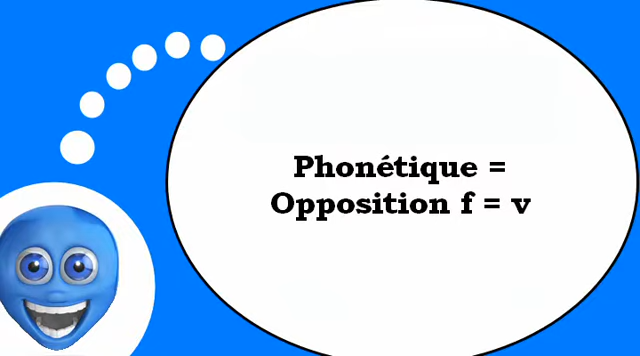 Phonétique =
Opposition f = v